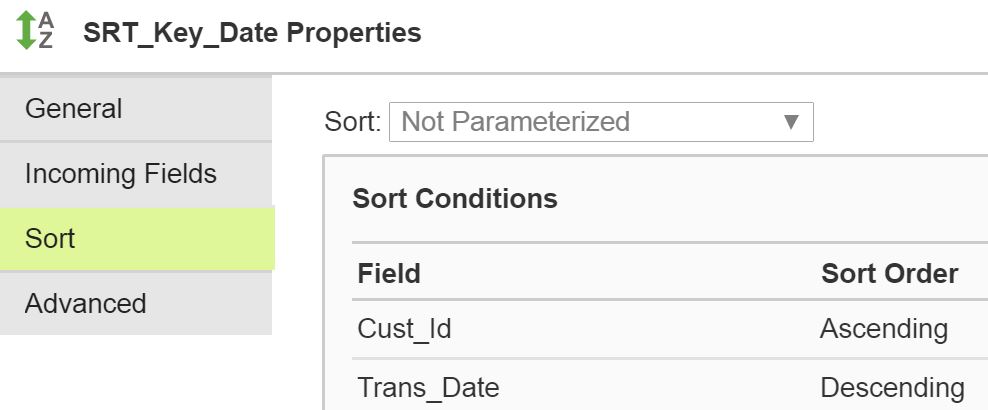 A
Z
SRT_Key_Date Properties
General
Incoming Fields
Sort
Advanced
Sort: Not Parameterized
Sort Conditions
Field Sort Order
Cust_Id Ascending
Trans_Date Descending